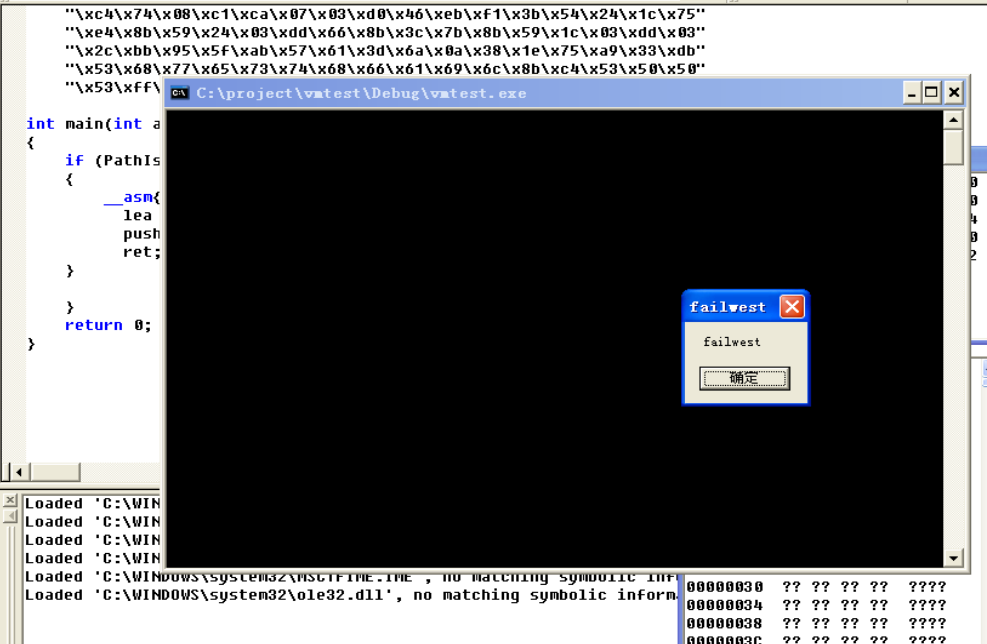 "\xc4\x74\x08\xc1\xca\x07\x03\xd0\x46\xeb\xf1\x3b\x54\x24\x1c\x75"
"\xe4\x8b\x59\x24\x03\xdd\x66\x8b\x3c\x7b\x8b\x59\x1c\x03\xdd\x03"
"\x2c\xbb\x95\x5f\xab\x57\x61\x3d\x6a\x0a\x38\x1e\x75\xa9\x33\xdb"
"\x53\x68\x77\x65\x73\x74\x68\x66\x61\x69\x6c\x8b\xc4\x53\x50\x50"
"\x53\xff\
C:\project\vmtest\Debug\vmtest.exe
int main(int a
{
if (PathIs
{
__asm{
lea
push
ret;
}
}
return 0;
}
failwest
failwest
确定
Loaded 'C:\WIN
Loaded 'C:\WIN
Loaded 'C:\WIN
Loaded 'C:\WIN
Loaded 'C:\WINDOWS\system32\MSCTFIME.IME', no matching symbolic inf
Loaded 'C:\WINDOWS\system32\ole32.dll', no matching symbolic inform
00000030 ?? ?? ?? ?? ????
00000034 ?? ?? ?? ?? ????
00000038 ?? ?? ?? ?? ????
0000003C ?? ?? ?? ?? ????